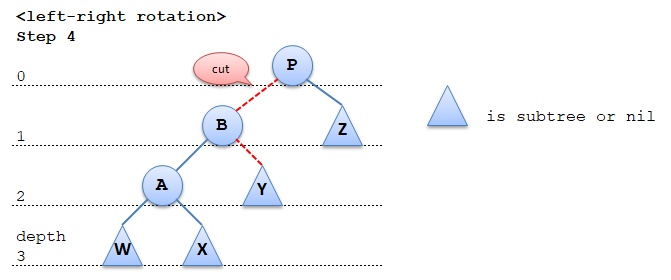 <left-right rotation>
Step 4
cut
P
0
B
Z
is subtree or nil
1
A
Y
2
depth
W
X
3